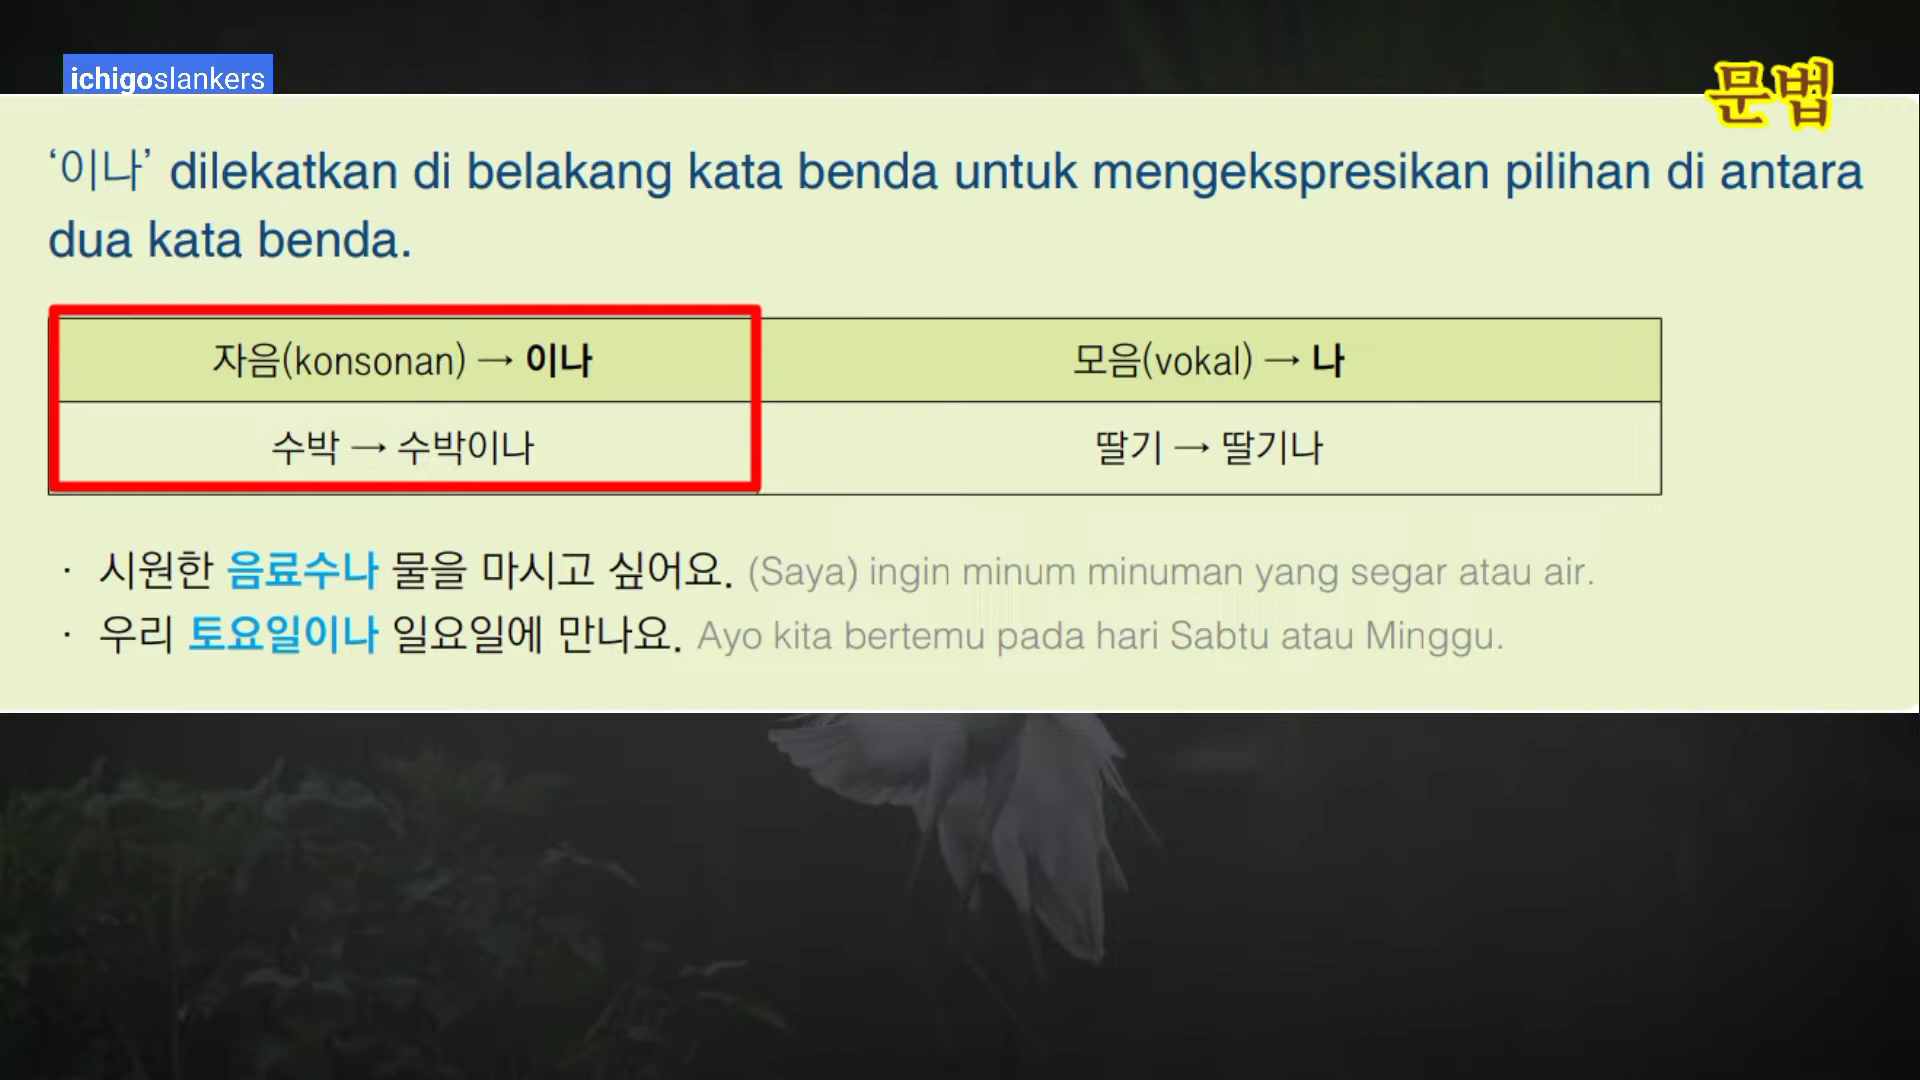 ichigoslankers
문법
‘이나’ dilekatkan di belakang kata benda untuk mengekspresikan pilihan di antara
dua kata benda.
자음(konsonan) → 이나
모음(vokal) → 나
수박 → 수박이나
딸기 → 딸기나
· 시원한 음료수나 물을 마시고 싶어요. (Saya) ingin minum minuman yang segar atau air.
· 우리 토요일이나 일요일에 만나요. Ayo kita bertemu pada hari Sabtu atau Minggu.